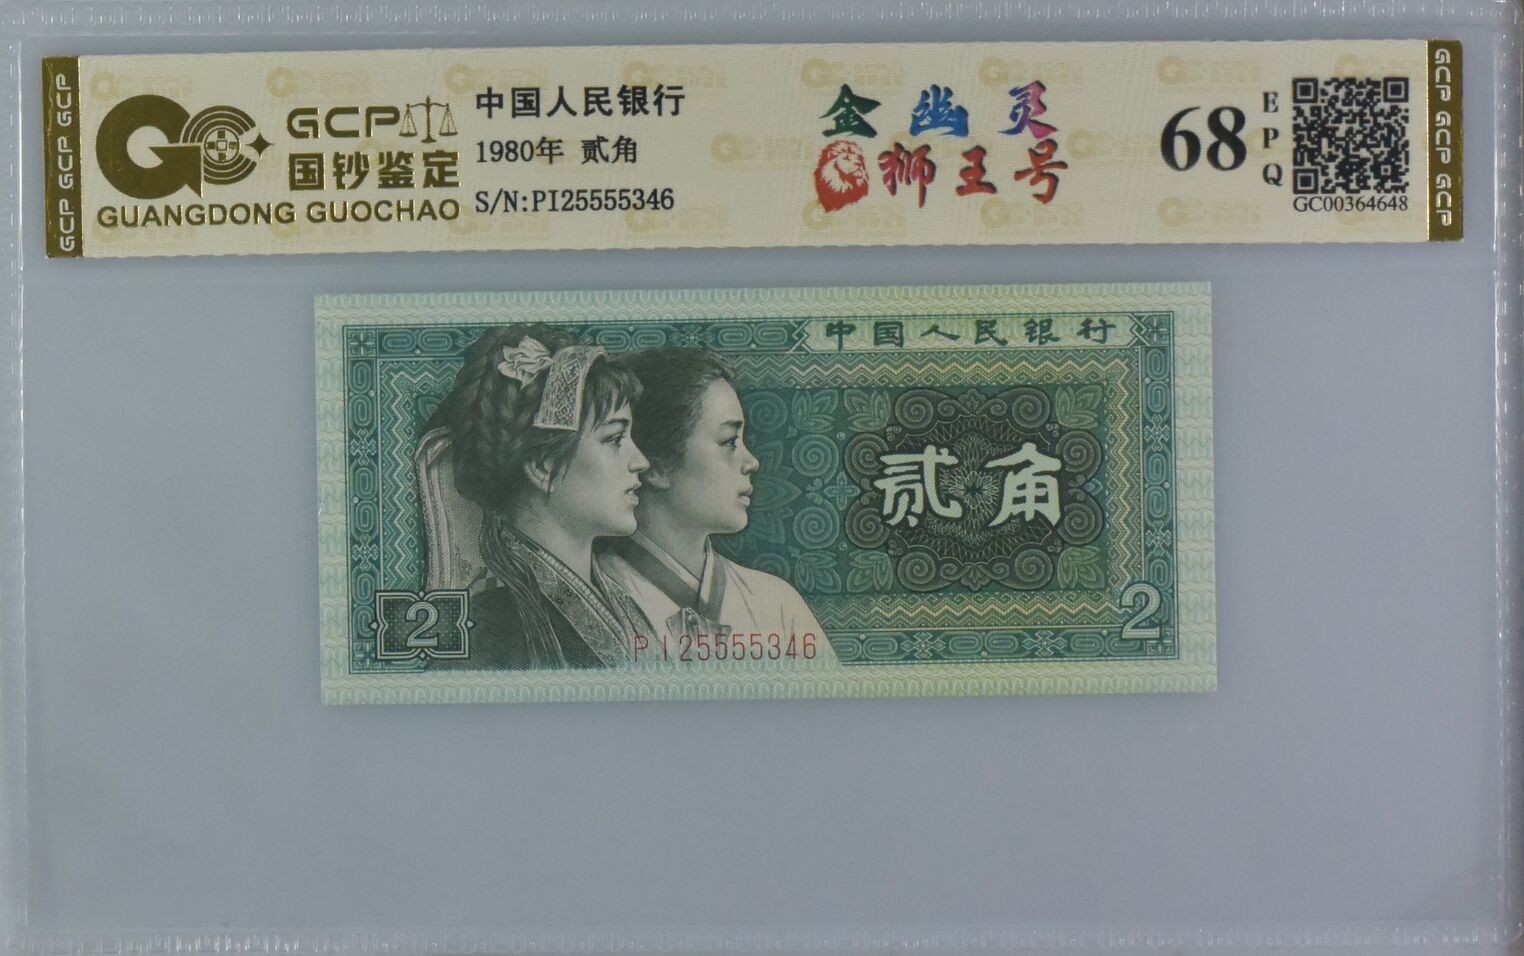 GCP GCP GCP
GCP
国钞鉴定
GUANGDONG GUOCHAO
中国人民银行
1980年 贰角
S/N:PI25555346
金幽灵
狮王号
68
EPQ
GC00364648
GCP GCP GCP
中国人民银行
贰角
2
2
PI25555346